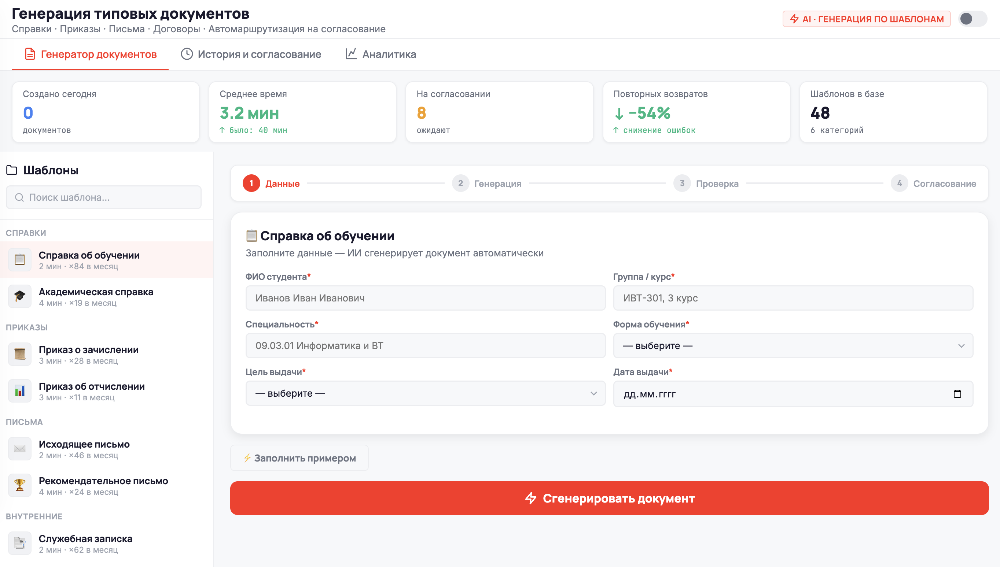 Генерация типовых документов
Справки · Приказы · Письма · Договоры · Автомаршрутизация на согласование
AI · ГЕНЕРАЦИЯ ПО ШАБЛОНАМ
Генератор документов
История и согласование
Аналитика
Создано сегодня
0
документов
Среднее время
3.2 мин
↑ было: 40 мин
На согласовании
8
ожидают
Повторных возвратов
↓ −54%
↑ снижение ошибок
Шаблонов в базе
48
6 категорий
Шаблоны
Поиск шаблона...
СПРАВКИ
Справка об обучении
2 мин · ×84 в месяц
Академическая справка
4 мин · ×19 в месяц
ПРИКАЗЫ
Приказ о зачислении
3 мин · ×28 в месяц
Приказ об отчислении
3 мин · ×11 в месяц
ПИСЬМА
Исходящее письмо
2 мин · ×46 в месяц
Рекомендательное письмо
4 мин · ×24 в месяц
ВНУТРЕННИЕ
Служебная записка
2 мин · ×62 в месяц
1 Данные
2 Генерация
3 Проверка
4 Согласование
Справка об обучении
Заполните данные — ИИ сгенерирует документ автоматически
ФИО студента*
Иванов Иван Иванович
Группа / курс*
ИВТ-301, 3 курс
Специальность*
09.03.01 Информатика и ВТ
Форма обучения*
— выберите —
Цель выдачи*
— выберите —
Дата выдачи*
дд.мм.гггг
Заполнить примером
Сгенерировать документ